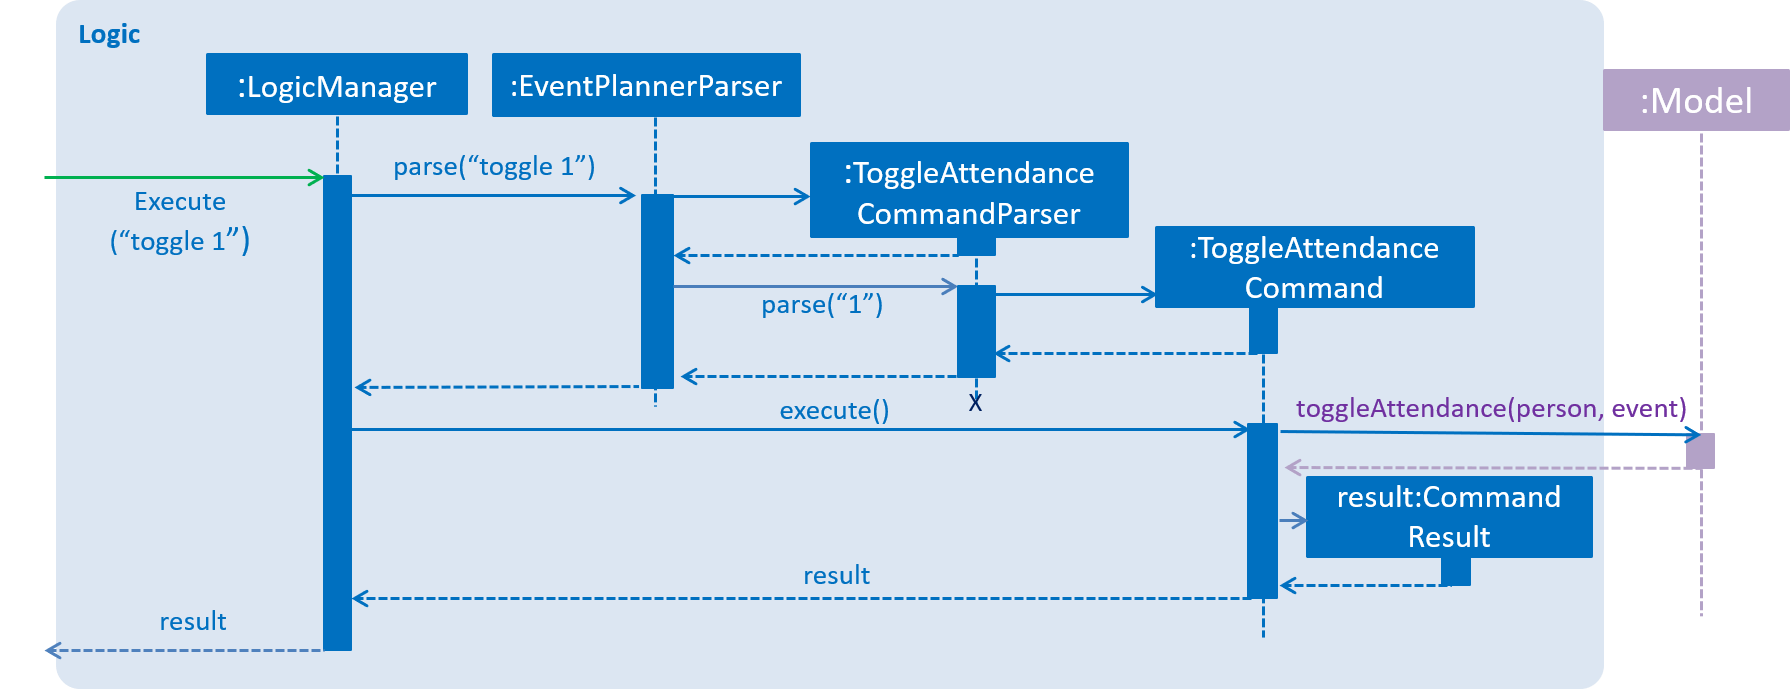 Logic
:LogicManager
:EventPlannerParser
:Model
parse(“toggle 1”)
:ToggleAttendance
CommandParser
Execute
(“toggle 1”)
:ToggleAttendance
Command
parse(“1”)
X
execute()
toggleAttendance(person, event)
result:Command
Result
result
result